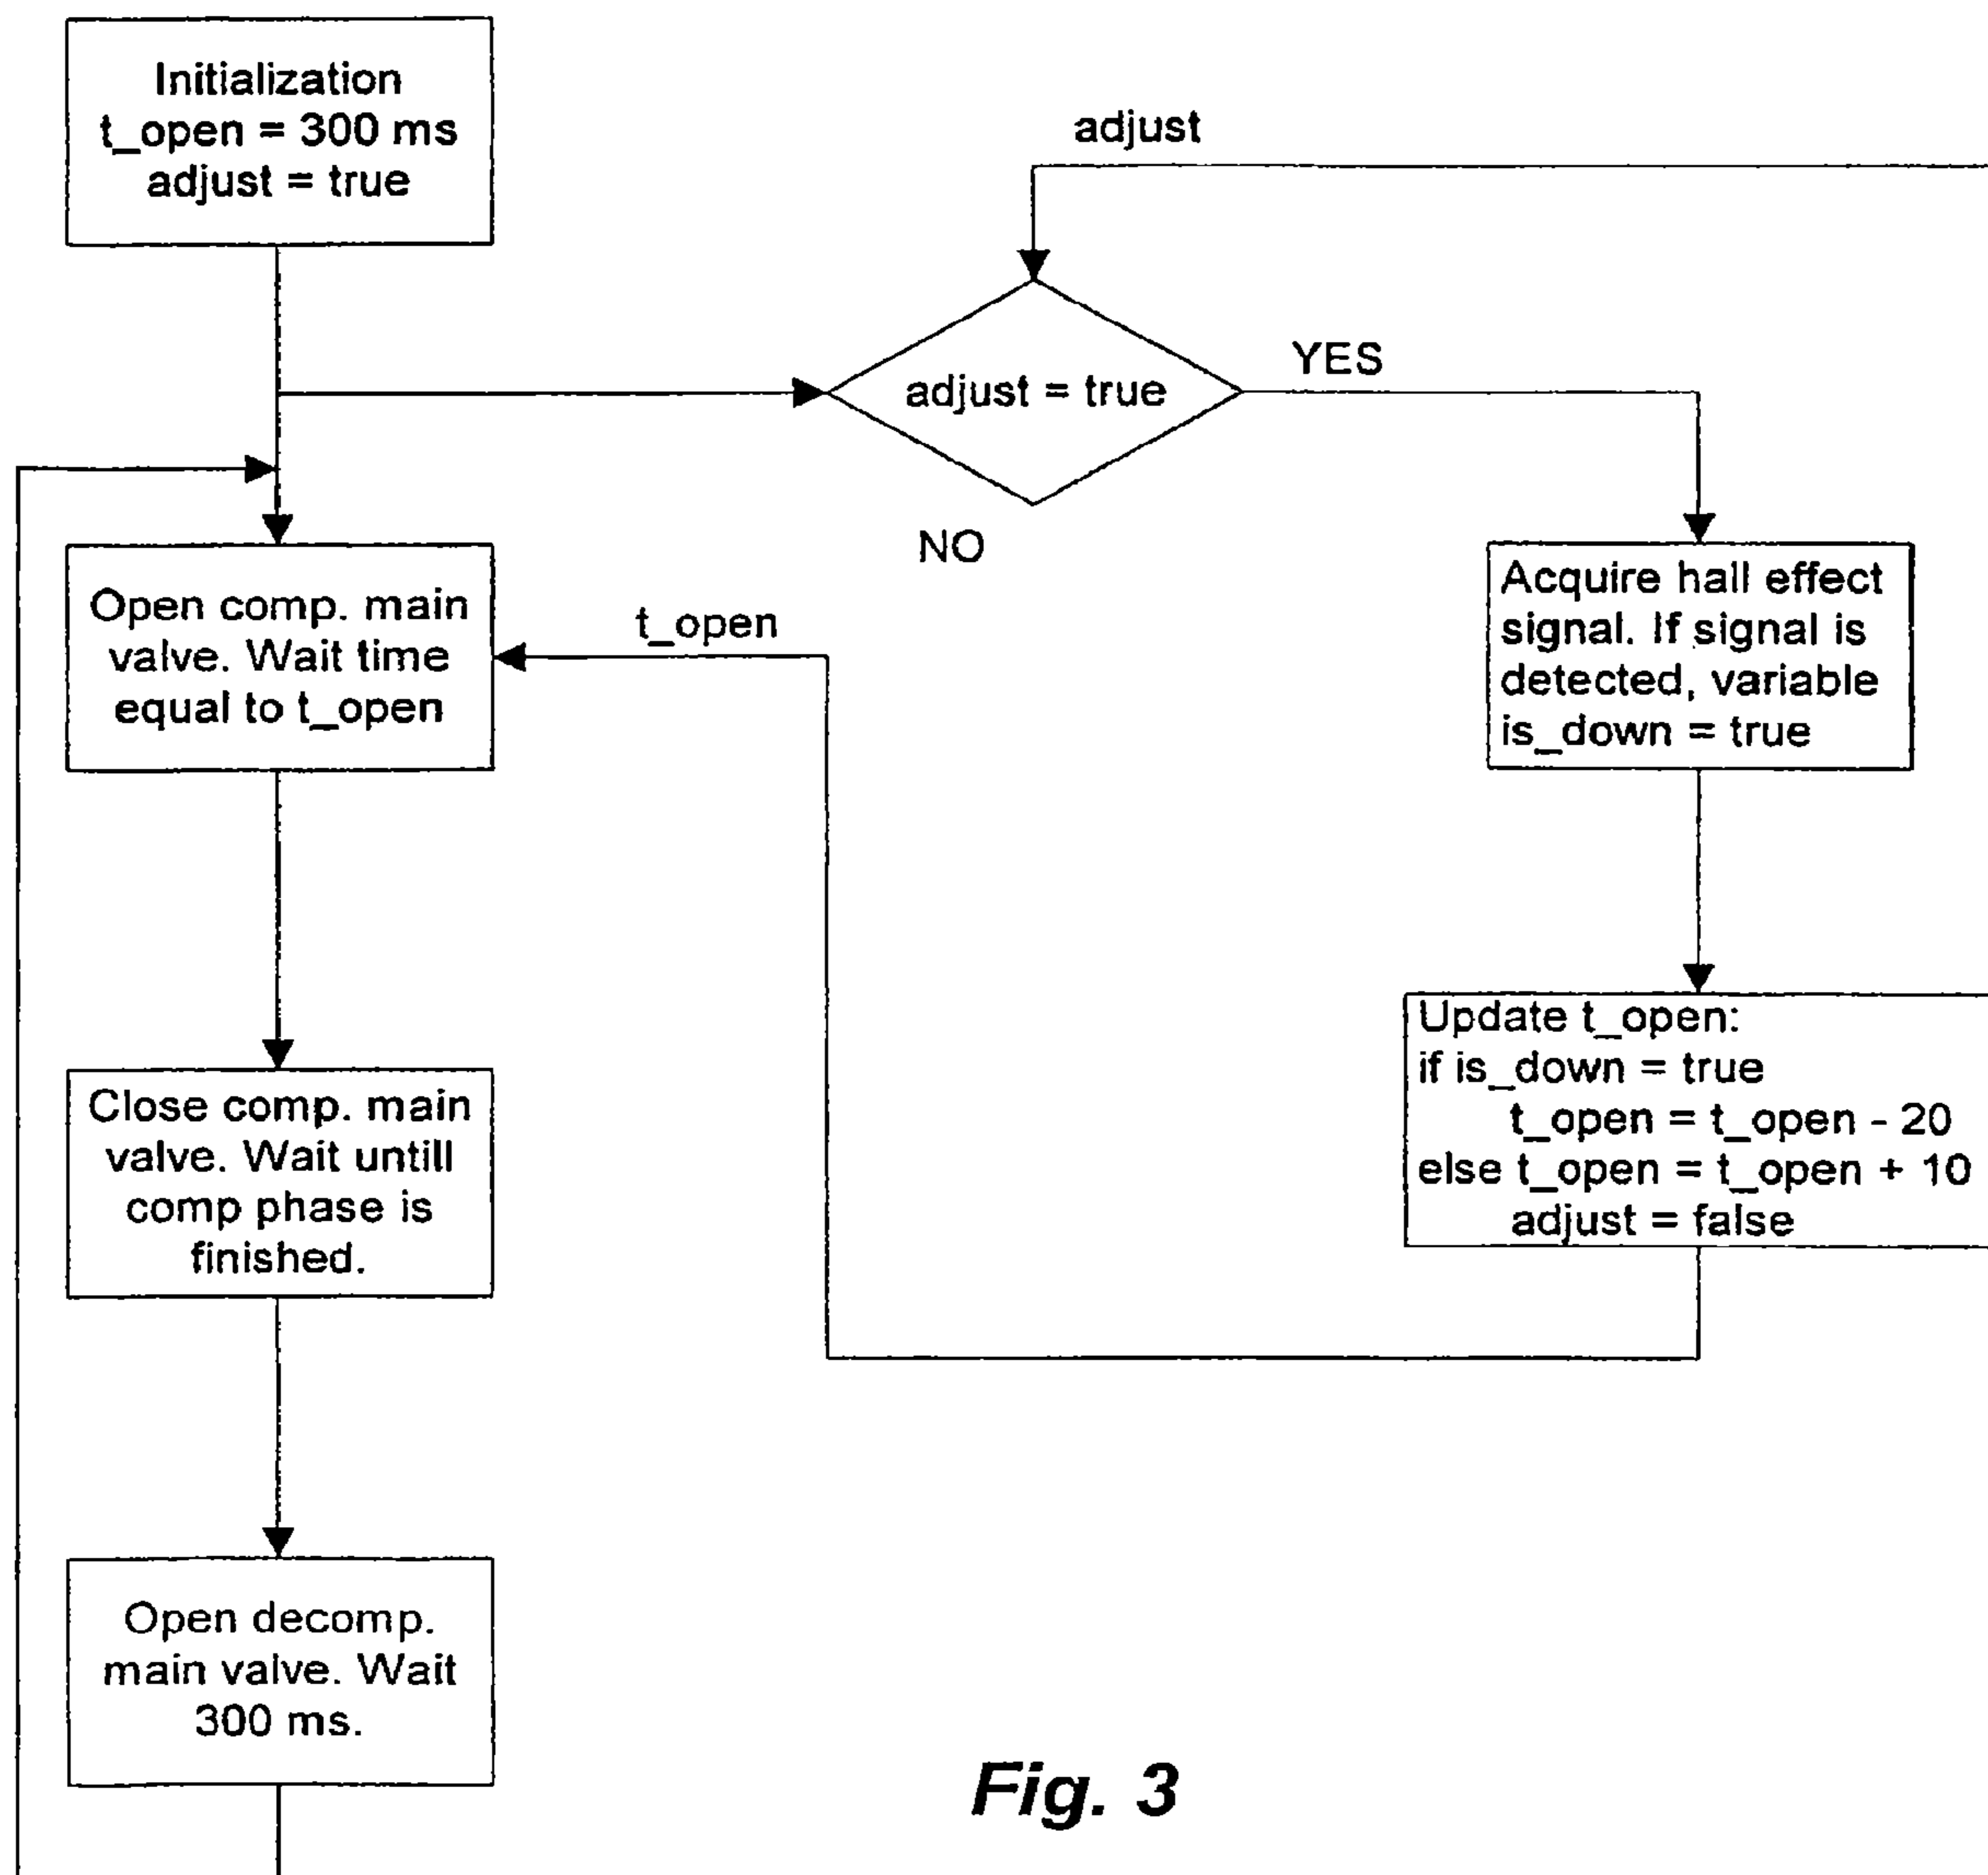 Initialization
t_open = 300 ms
adjust = true
adjust
adjust = true
YES
NO
Open comp. main
valve. Wait time
equal to t_open
t_open
Acquire hall effect
signal. If signal is
detected, variable
is_down = true
Close comp. main
valve. Wait untill
comp phase is
finished.
Update t_open:
if is_down = true
t_open = t_open - 20
else t_open = t_open + 10
adjust = false
Open decomp.
main valve. Wait
300 ms.
Fig. 3